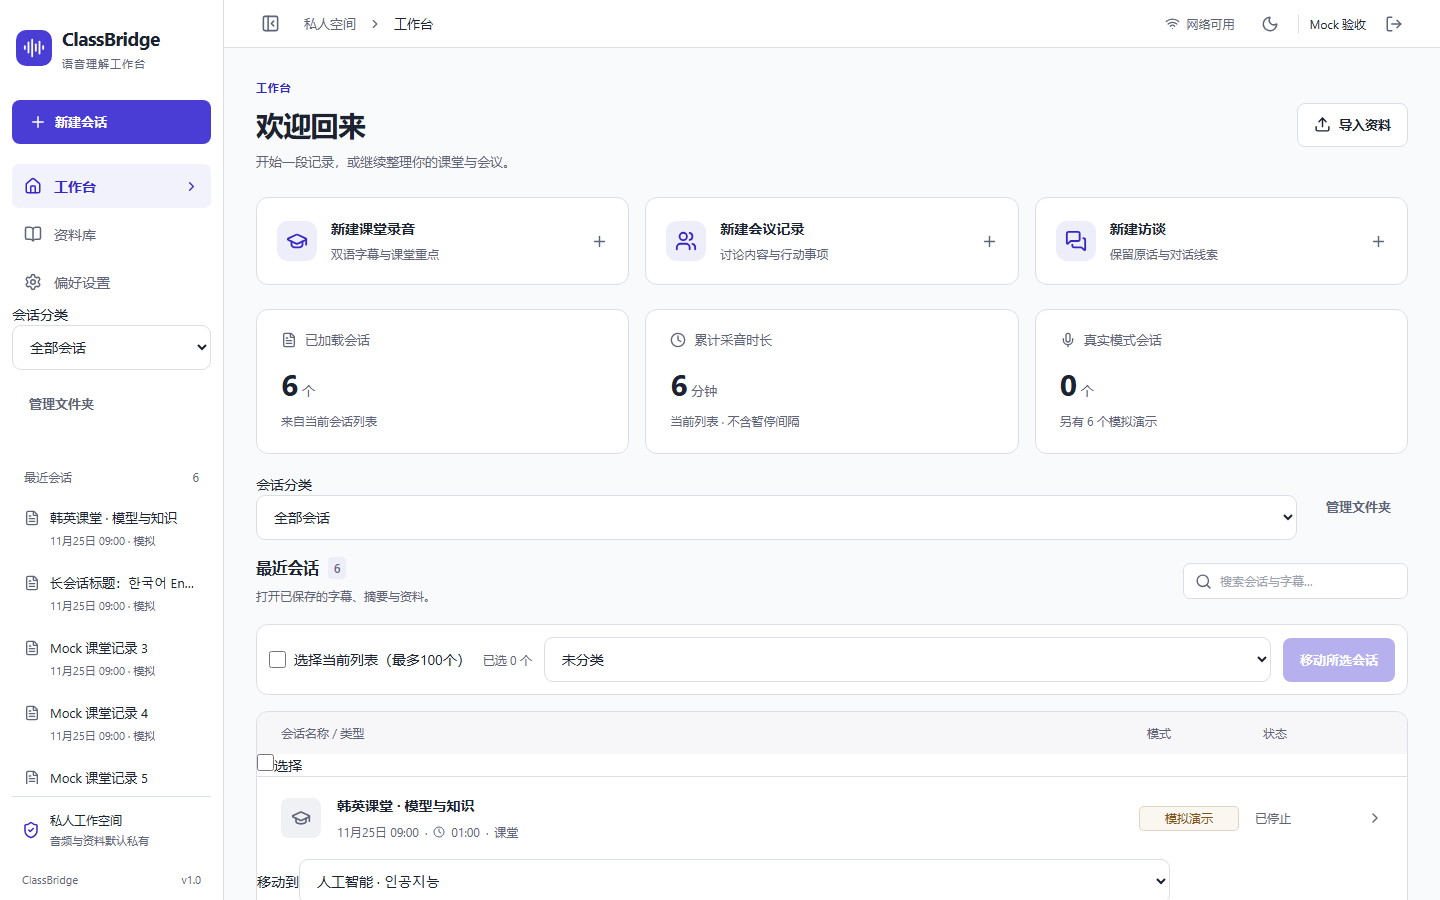 ClassBridge
语音理解工作台
新建会话
工作台
资料库
偏好设置
会话分类
全部会话
管理文件夹
最近会话 6
韩英课堂 · 模型与知识
11月25日 09:00 · 模拟
长会话标题：한국어 En...
11月25日 09:00 · 模拟
Mock 课堂记录 3
11月25日 09:00 · 模拟
Mock 课堂记录 4
11月25日 09:00 · 模拟
Mock 课堂记录 5
私人工作空间
音频与资料默认私有
ClassBridge v1.0
私人空间 工作台
网络可用 Mock 验收
工作台
欢迎回来
开始一段记录，或继续整理你的课堂与会议。
导入资料
新建课堂录音
双语字幕与课堂重点
新建会议记录
讨论内容与行动事项
新建访谈
保留原话与对话线索
已加载会话
6 个
来自当前会话列表
累计采音时长
6 分钟
当前列表 · 不含暂停间隔
真实模式会话
0 个
另有 6 个模拟演示
会话分类
全部会话
管理文件夹
最近会话 6
打开已保存的字幕、摘要与资料。
搜索会话与字幕...
选择当前列表（最多100个） 已选 0 个 未分类 移动所选会话
会话名称 / 类型 模式 状态
选择
韩英课堂 · 模型与知识
11月25日 09:00 · 01:00 · 课堂
模拟演示 已停止
移动到 人工智能 · 인공지능